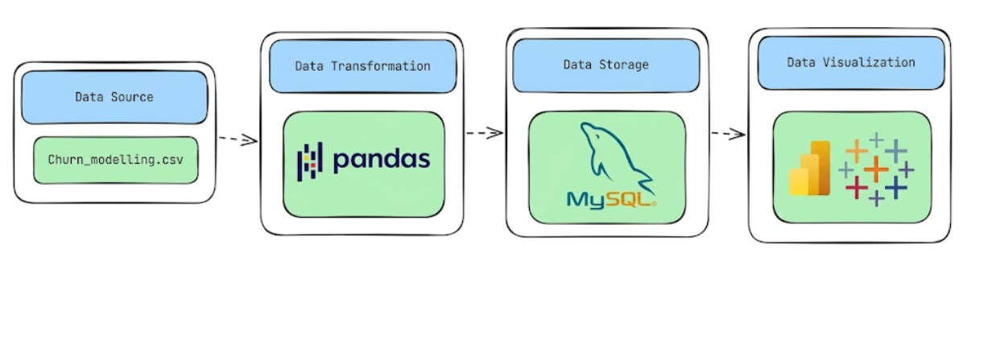 Data Source
Churn_modelling.csv
Data Transformation
pandas
Data Storage
MySQL®
Data Visualization